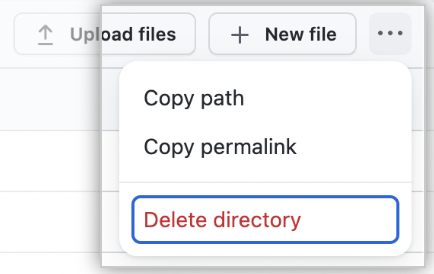 Upload files
New file
Copy path
Copy permalink
Delete directory